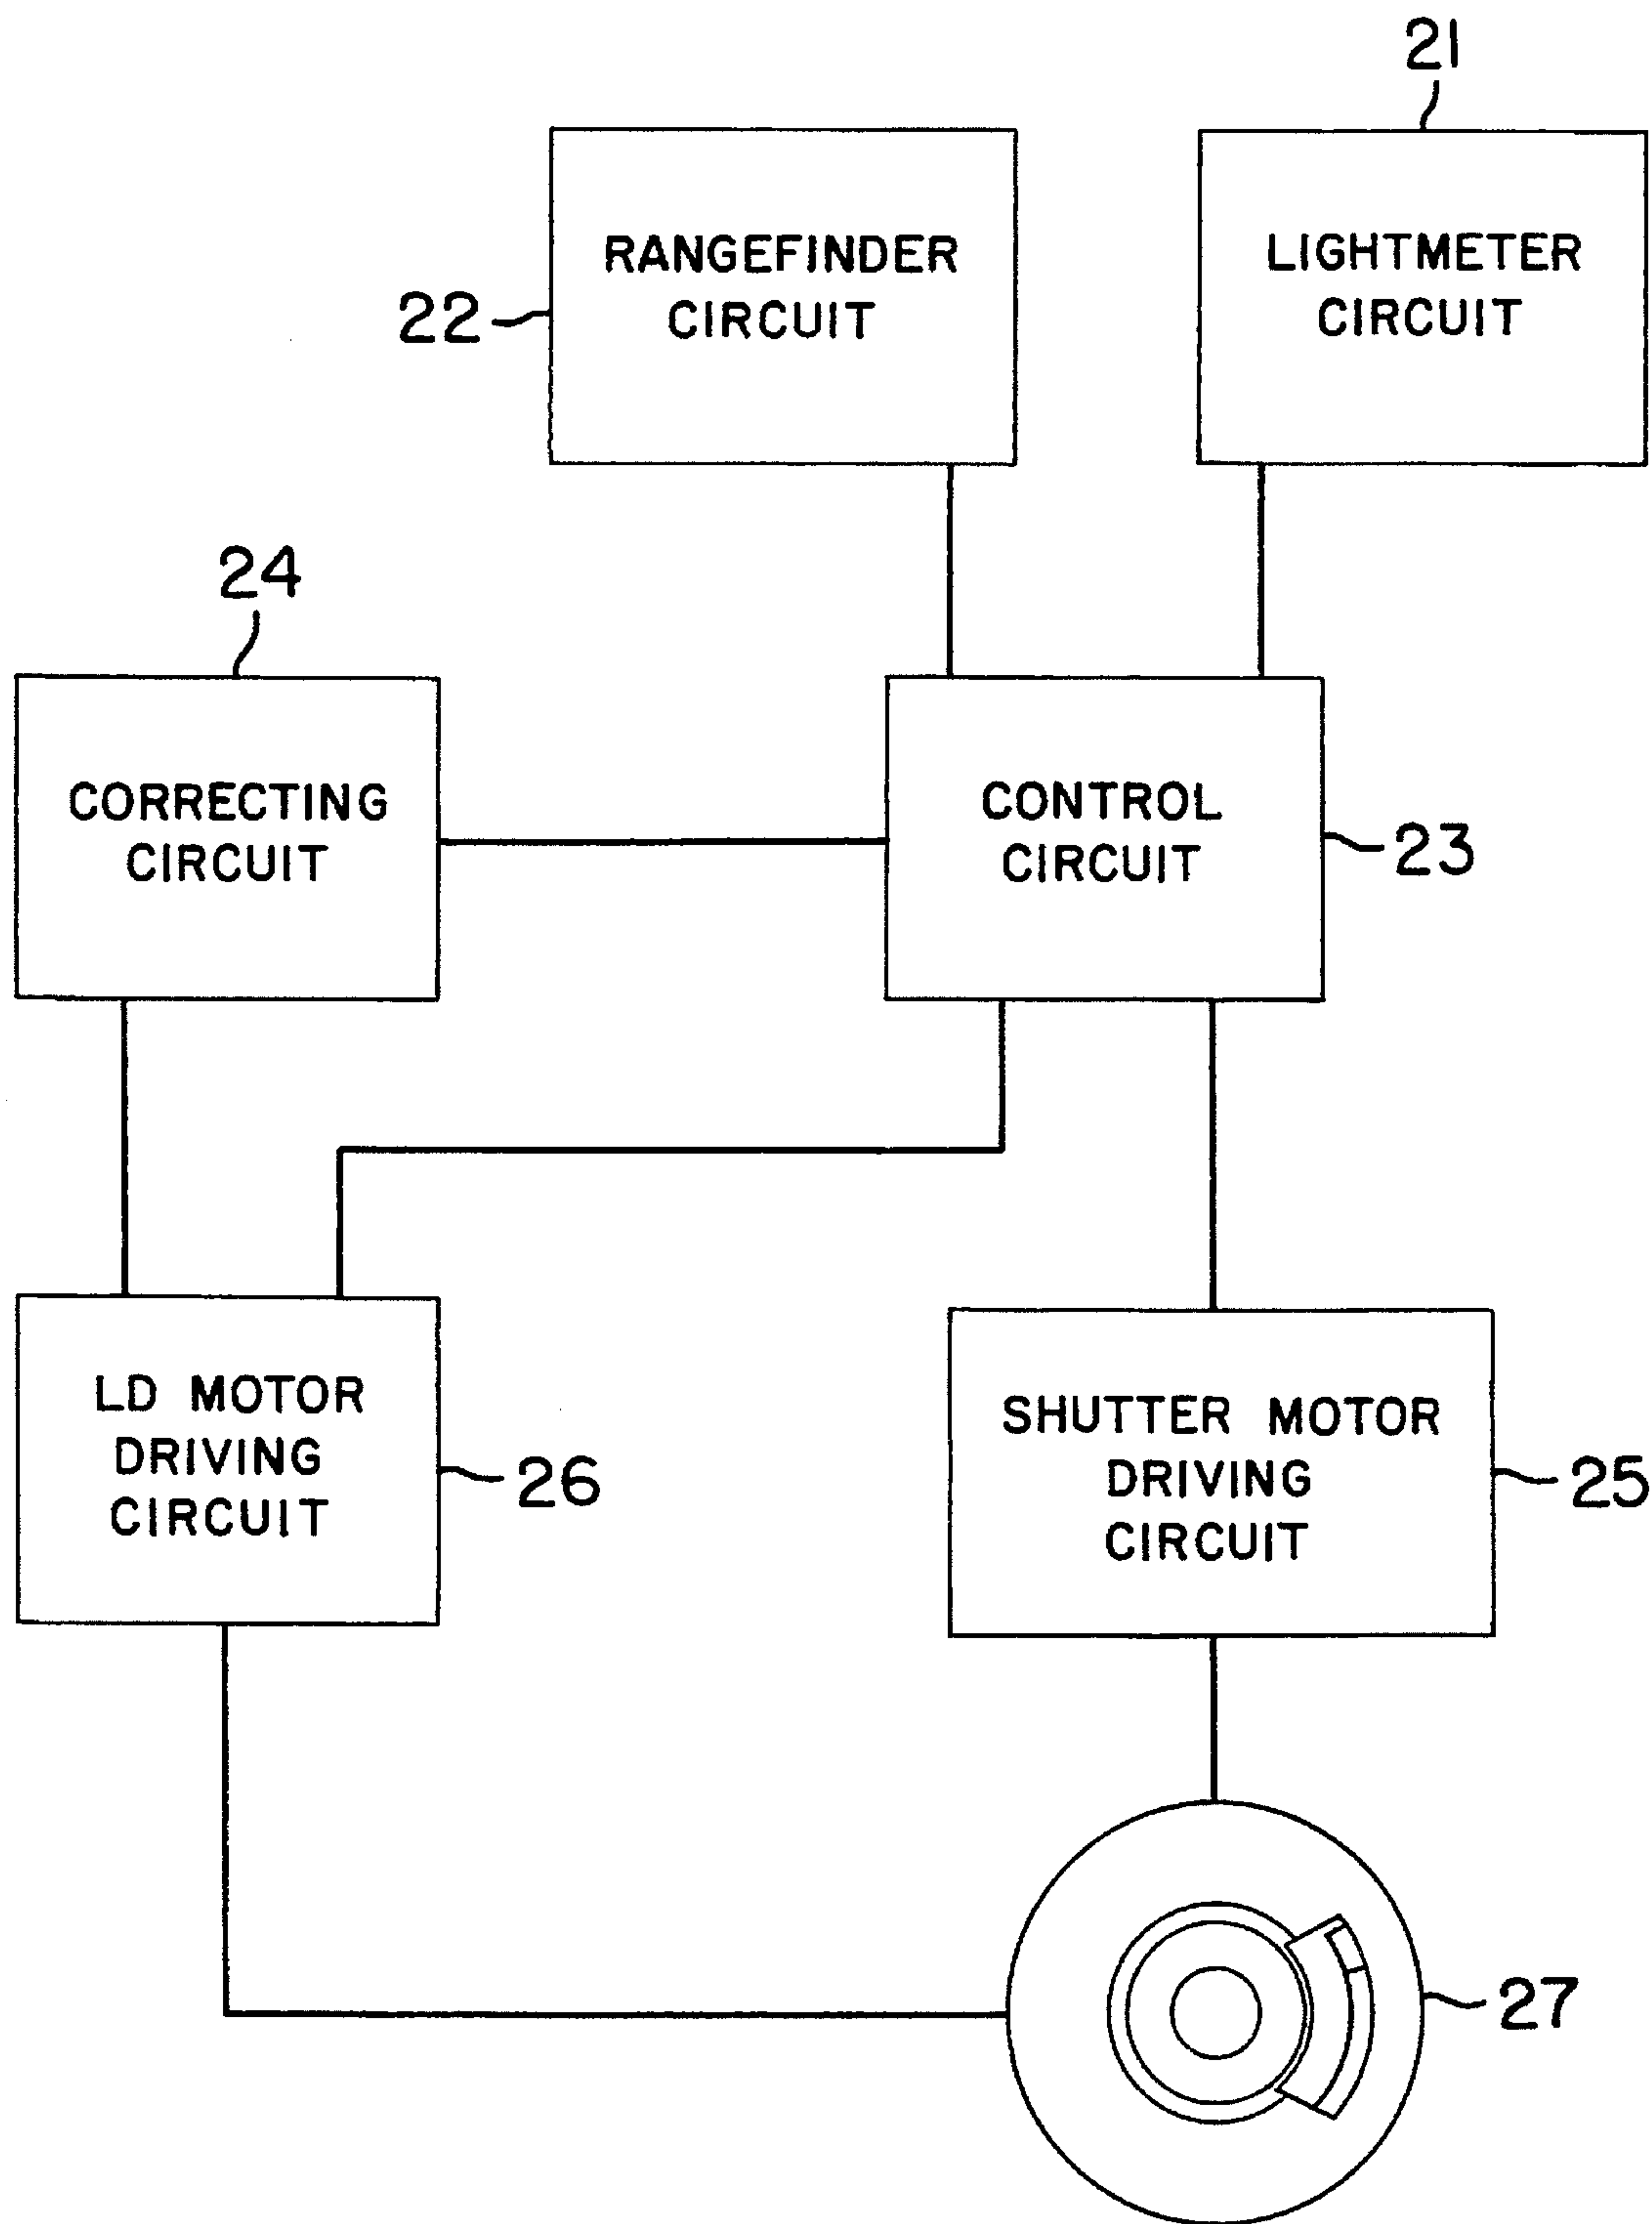 21
RANGEFINDER
CIRCUIT
22
LIGHTMETER
CIRCUIT
24
CORRECTING
CIRCUIT
CONTROL
CIRCUIT
23
LD MOTOR
DRIVING
CIRCUIT
26
SHUTTER MOTOR
DRIVING
CIRCUIT
25
27